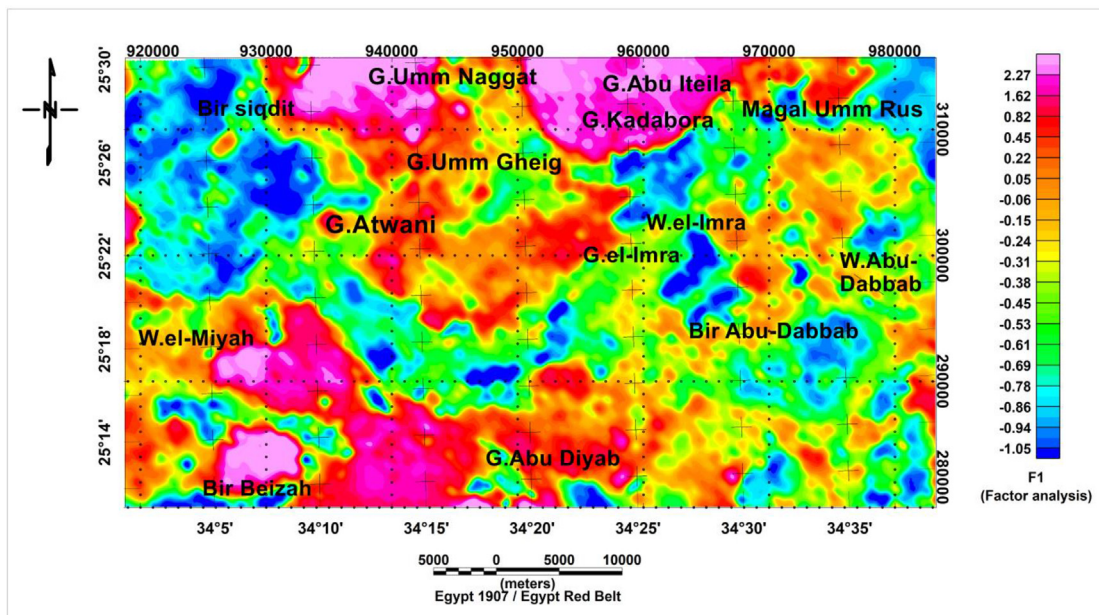 920000 930000 940000 950000 960000 970000 980000
25°30'
25°26'
25°22'
25°18'
25°14'
N
G.Umm Naggat
G.Abu Iteila
Bir siqdit
G.Kadabora
Magal Umm Rus
G.Umm Gheig
G.Atwani
W.el-Imra
G.el-Imra
W.Abu-
Dabbab
W.el-Miyah
Bir Abu-Dabbab
G.Abu Diyab
Bir Beizah
310000
300000
290000
280000
34°5' 34°10' 34°15' 34°20' 34°25' 34°30' 34°35'
2.27
1.62
0.82
0.45
0.22
0.05
-0.06
-0.15
-0.24
-0.31
-0.38
-0.45
-0.53
-0.61
-0.69
-0.78
-0.86
-0.94
-1.05
F1
(Factor analysis)
5000 0 5000 10000
(meters)
Egypt 1907 / Egypt Red Belt